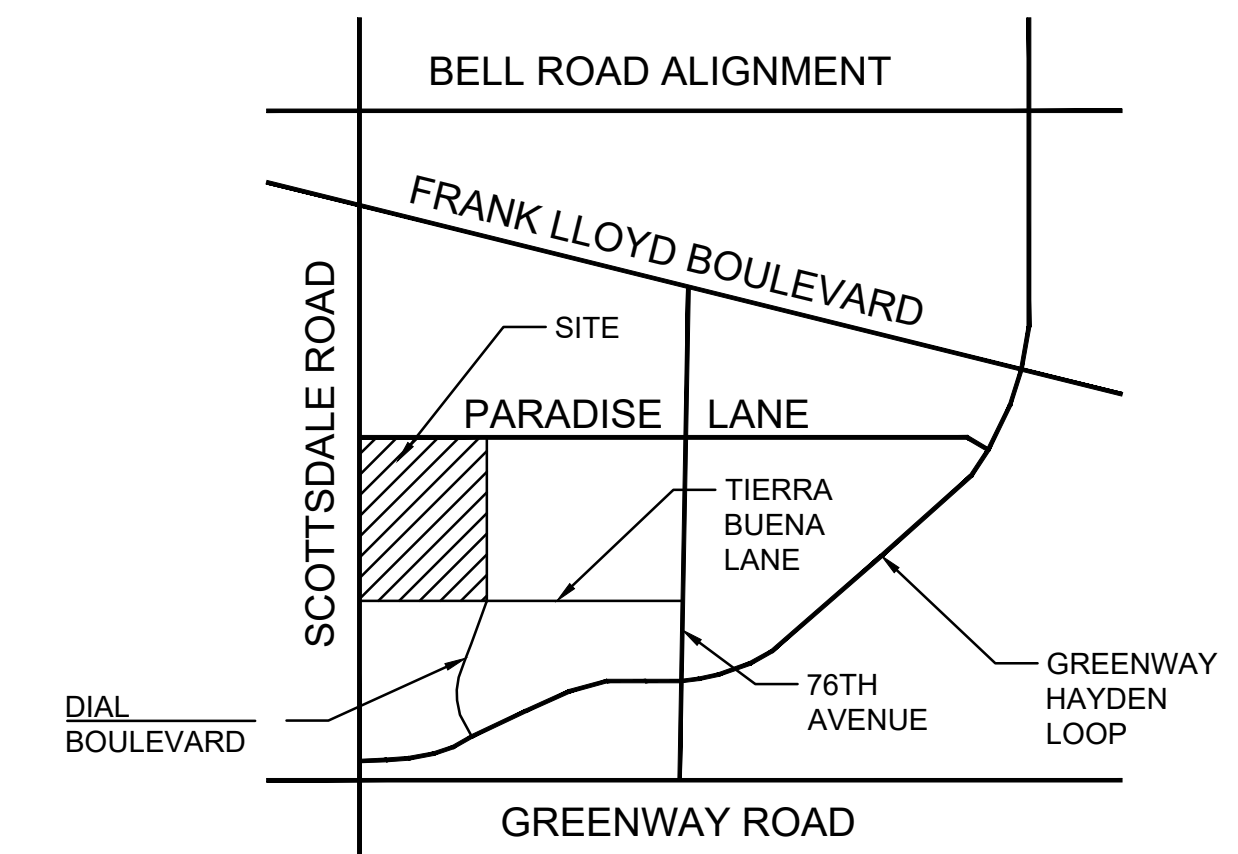 BELL ROAD ALIGNMENT
FRANK LLOYD BOULEVARD
SCOTTSDALE ROAD
SITE
PARADISE LANE
TIERRA
BUENA
LANE
GREENWAY
HAYDEN
LOOP
76TH
AVENUE
DIAL
BOULEVARD
GREENWAY ROAD